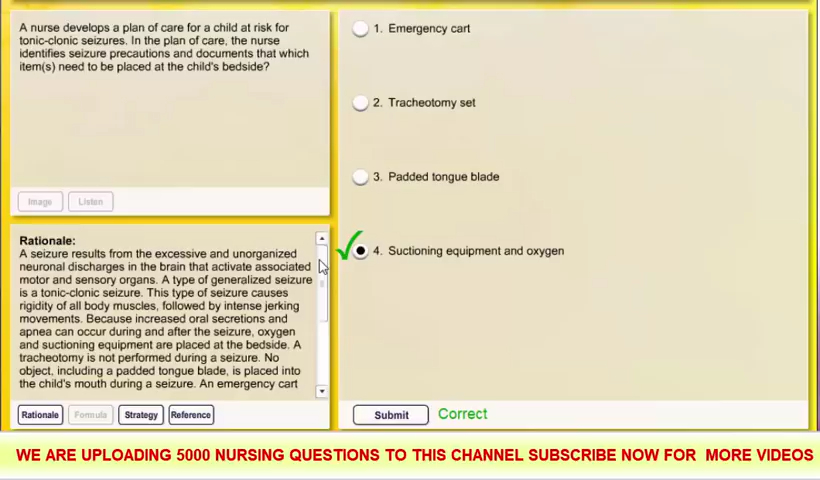 A nurse develops a plan of care for a child at risk for
tonic-clonic seizures. In the plan of care, the nurse
identifies seizure precautions and documents that which
item(s) need to be placed at the child's bedside?
Image
Listen
1. Emergency cart
2. Tracheotomy set
3. Padded tongue blade
4. Suctioning equipment and oxygen
Rationale:
A seizure results from the excessive and unorganized
neuronal discharges in the brain that activate associated
motor and sensory organs. A type of generalized seizure
is a tonic-clonic seizure. This type of seizure causes
rigidity of all body muscles, followed by intense jerking
movements. Because increased oral secretions and
apnea can occur during and after the seizure, oxygen
and suctioning equipment are placed at the bedside. A
tracheotomy is not performed during a seizure. No
object, including a padded tongue blade, is placed into
the child's mouth during a seizure. An emergency cart
Rationale
Formula
Strategy
Reference
Submit
Correct
WE ARE UPLOADING 5000 NURSING QUESTIONS TO THIS CHANNEL SUBSCRIBE NOW FOR MORE VIDEOS